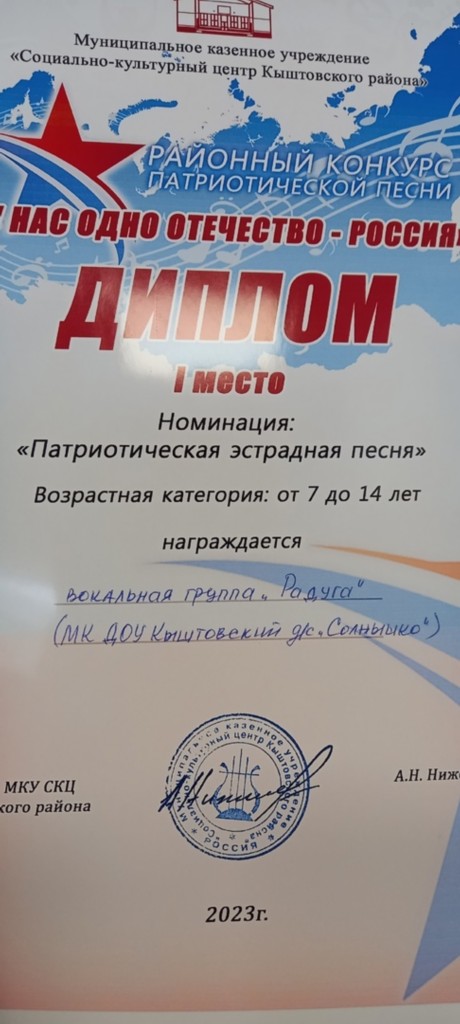 Муниципальное казенное учреждение
«Социально-культурный центр Кыштовского района»
РАЙОННЫЙ КОНКУРС
ПАТРИОТИЧЕСКОЙ ПЕСНИ
НАС ОДНО ОТЕЧЕСТВО - РОССИЯ»
ДИПЛОМ
I место
Номинация:
«Патриотическая эстрадная песня»
Возрастная категория: от 7 до 14 лет
награждается
вокальная группа „Радуга"
(МК ДОУ Кыштовский д/с „Солнышко")
МКУ СКЦ
А.Н.
района
РОССИЯ
2023г.